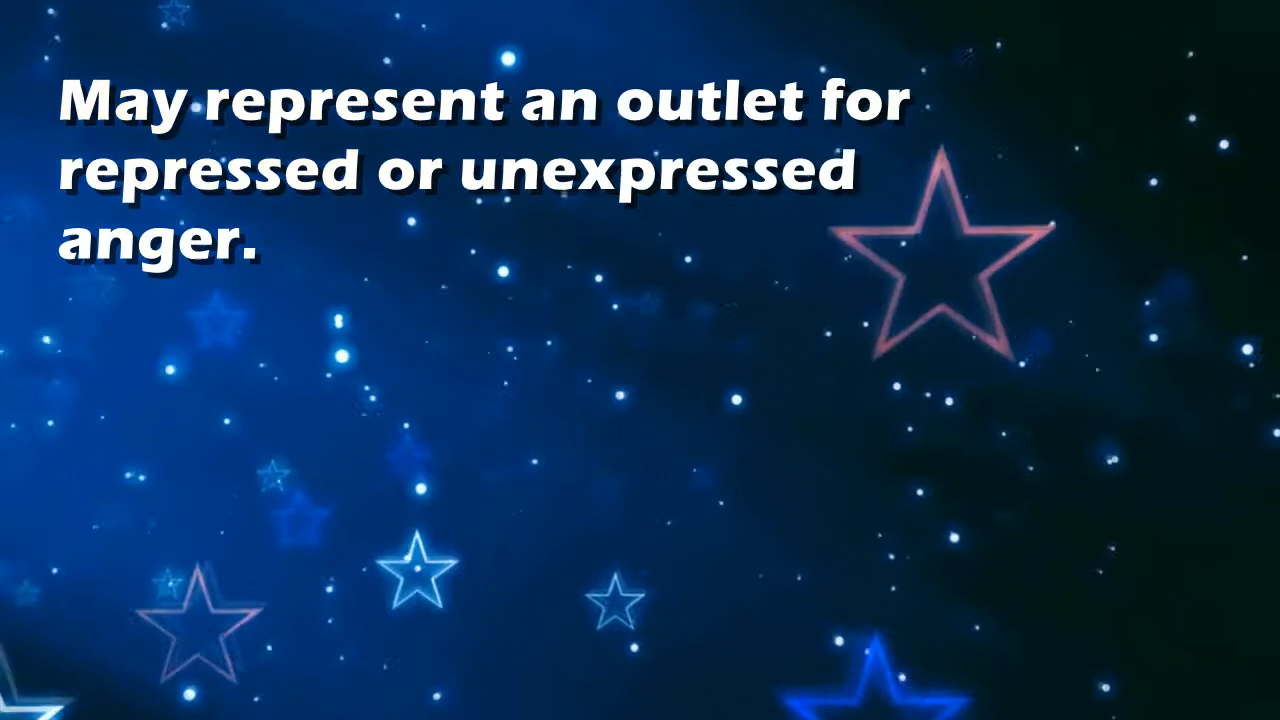 May represent an outlet for
repressed or unexpressed
anger.